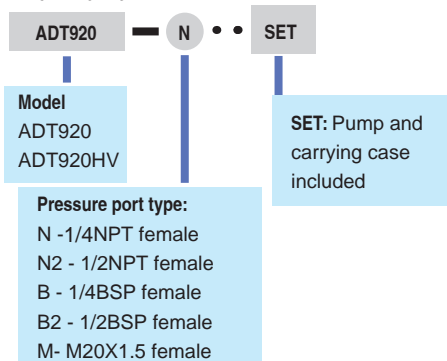 ADT920 — N • • SET
Model
ADT920
ADT920HV
SET: Pump and
carrying case
included
Pressure port type:
N -1/4NPT female
N2 - 1/2NPT female
B - 1/4BSP female
B2 - 1/2BSP female
M- M20X1.5 female